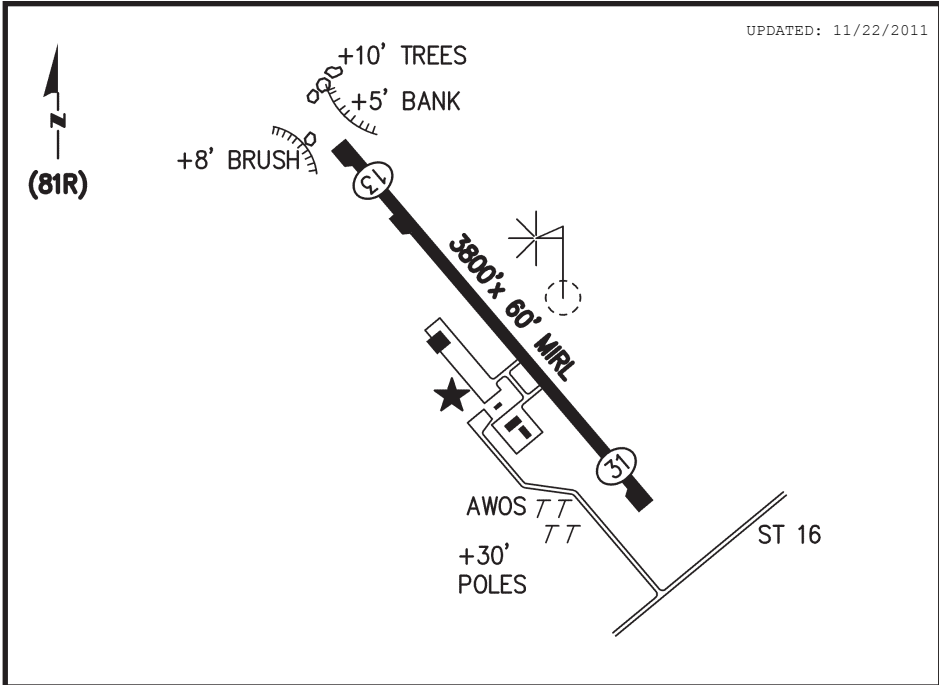 UPDATED: 11/22/2011
+10' TREES
+5' BANK
+8' BRUSH
N
(81R)
13
3800'x 60' MIRL
31
AWOS
+30'
POLES
ST 16